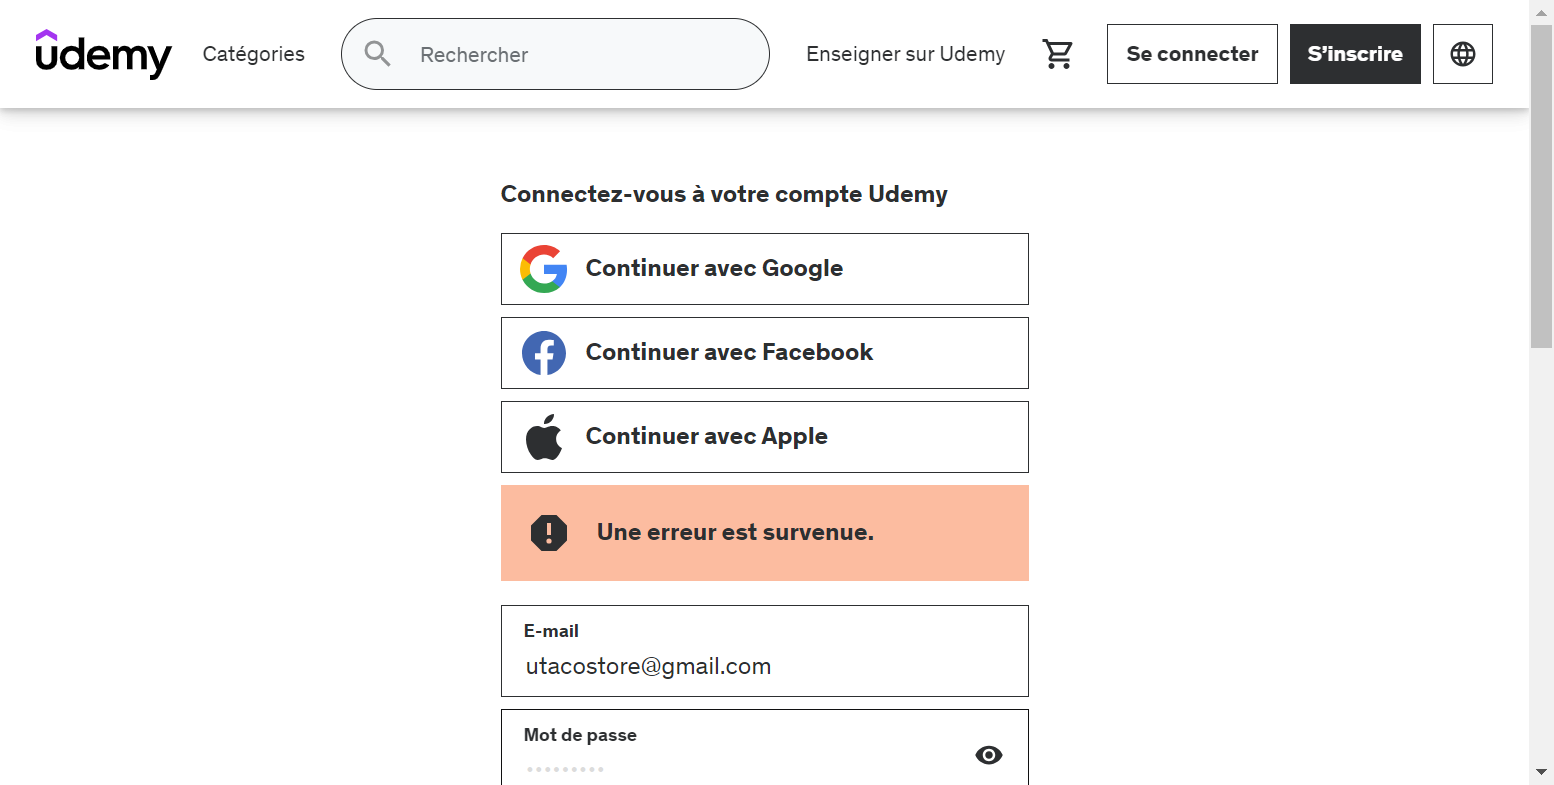 udemy
Catégories
Rechercher
Enseigner sur Udemy
Se connecter
S’inscrire
Connectez-vous à votre compte Udemy
Continuer avec Google
Continuer avec Facebook
Continuer avec Apple
Une erreur est survenue.
E-mail
utacostore@gmail.com
Mot de passe
•••••••••